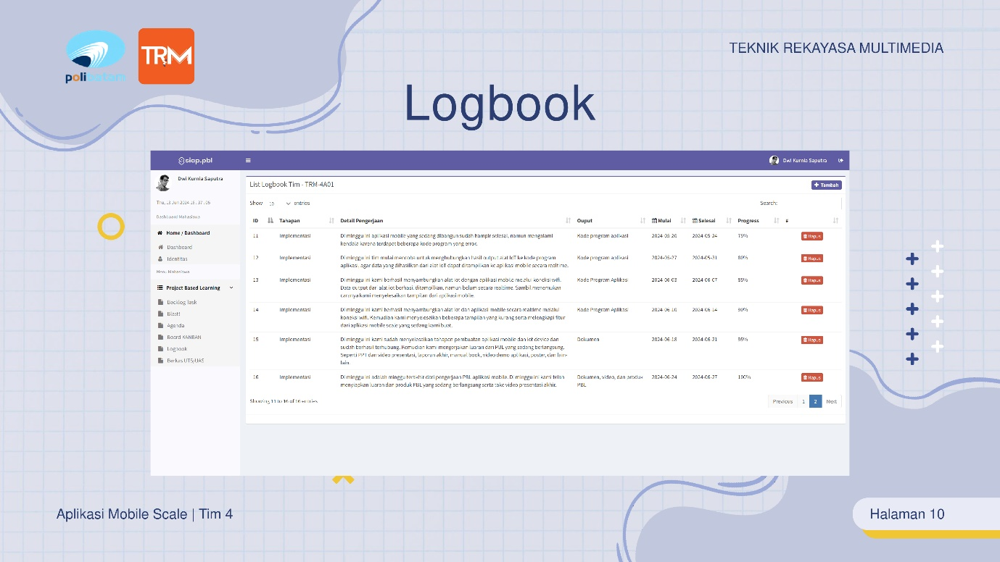 polibatam
TRM
TEKNIK REKAYASA MULTIMEDIA
Logbook
siap.pbl
Dwi Kurnia Saputra
Dwi Kurnia Saputra
Thu, 13 Jun 2024 18:37:05
Dashboard Mahasiswa
Home / Dashboard
Dashboard
Identitas
Menu Mahasiswa
Project Based Learning
Backlog Task
Blast!
Agenda
Board KANBAN
Logbook
Berkas UTS/UAS
List Logbook Tim - TRM-4A01
Tambah
Show 10 entries
Search:
ID Tahapan Detail Pengerjaan Ouput Mulai Selesai Progress #
11 Implementasi Di minggu ini aplikasi mobile yang sedang dibangun sudah hampir selesai, namun mengalami Kode program aplikasi 2024-05-20 2024-05-24 75% Hapus
kendala karena terdapat beberapa kode program yang error.
12 Implementasi Di minggu ini tim mulai mencoba untuk menghubungkan hasil output alat IoT ke kode program Kode program aplikasi 2024-05-27 2024-05-31 80% Hapus
aplikasi, agar data yang dihasilkan dari alat IoT dapat ditampilkan ke aplikasi mobile secara realtime.
13 Implementasi Di minggu ini kami berhasil menyambungkan alat iot dengan aplikasi mobile melalui koneksi wifi. Kode Program Aplikasi 2024-06-03 2024-06-07 85% Hapus
Data output dari alat iot berhasil ditampilkan, namun belum secara realtime. Sambil menemukan
caranya kami menyelesaikan tampilan dari aplikasi mobile.
14 Implementasi Di minggu ini kami berhasil menyambungkan alat iot dan aplikasi mobile secara realtime melalui Kode Program Aplikasi 2024-06-10 2024-06-14 90% Hapus
koneksi wifi. Kemudian kami menyelesaikan beberapa tampilan yang kurang serta melengkapi fitur
dari aplikasi mobile scale yang sedang kami buat.
15 Implementasi Di minggu ini kami sudah menyelesaikan tahapan pembuatan aplikasi mobile dan iot device dan Dokumen 2024-06-18 2024-06-21 95% Hapus
sudah berhasil terhubung. Kemudian kami mengerjakan luaran dari PBL yang sedang berlangsung.
Seperti PPT dan video presentasi, laporan akhir, manual book, video demo aplikasi, poster, dan lain-
lain.
16 Implementasi Di minggu ini adalah minggu terakhir dari pengerjaan PBL aplikasi mobile. Di minggu ini kami telah Dokumen, video, dan produk 2024-06-24 2024-06-27 100% Hapus
menyiapkan luaran dan produk PBL yang sedang berlangsung serta take video presentasi akhir. PBL
Showing 11 to 16 of 16 entries
Previous 1 2 Next
Aplikasi Mobile Scale | Tim 4
Halaman 10